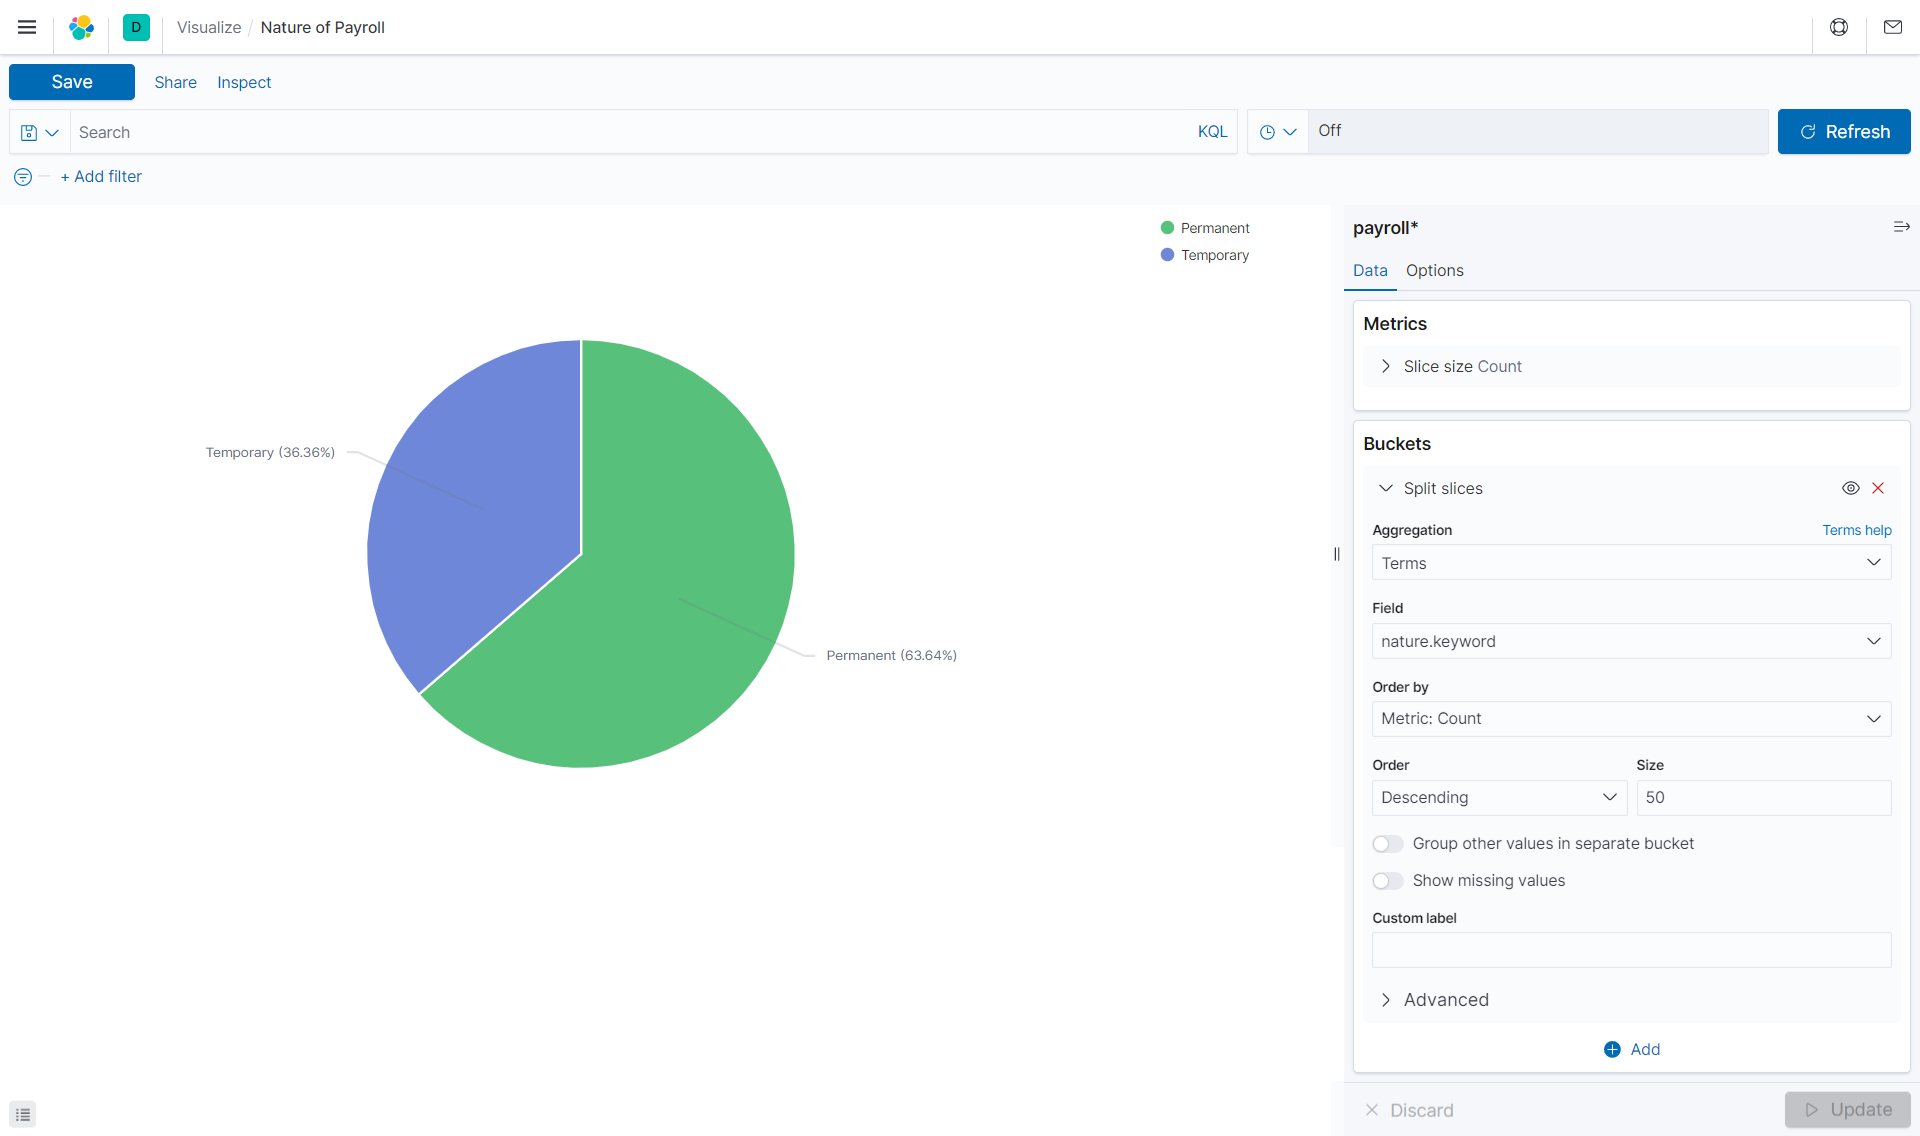 D Visualize / Nature of Payroll
Save Share Inspect
Search KQL Off Refresh
+ Add filter
Permanent
Temporary
Temporary (36.36%)
Permanent (63.64%)
payroll*
Data Options
Metrics
Slice size Count
Buckets
Split slices
Aggregation Terms help
Terms
Field
nature.keyword
Order by
Metric: Count
Order Size
Descending 50
Group other values in separate bucket
Show missing values
Custom label
Advanced
Add
Discard Update